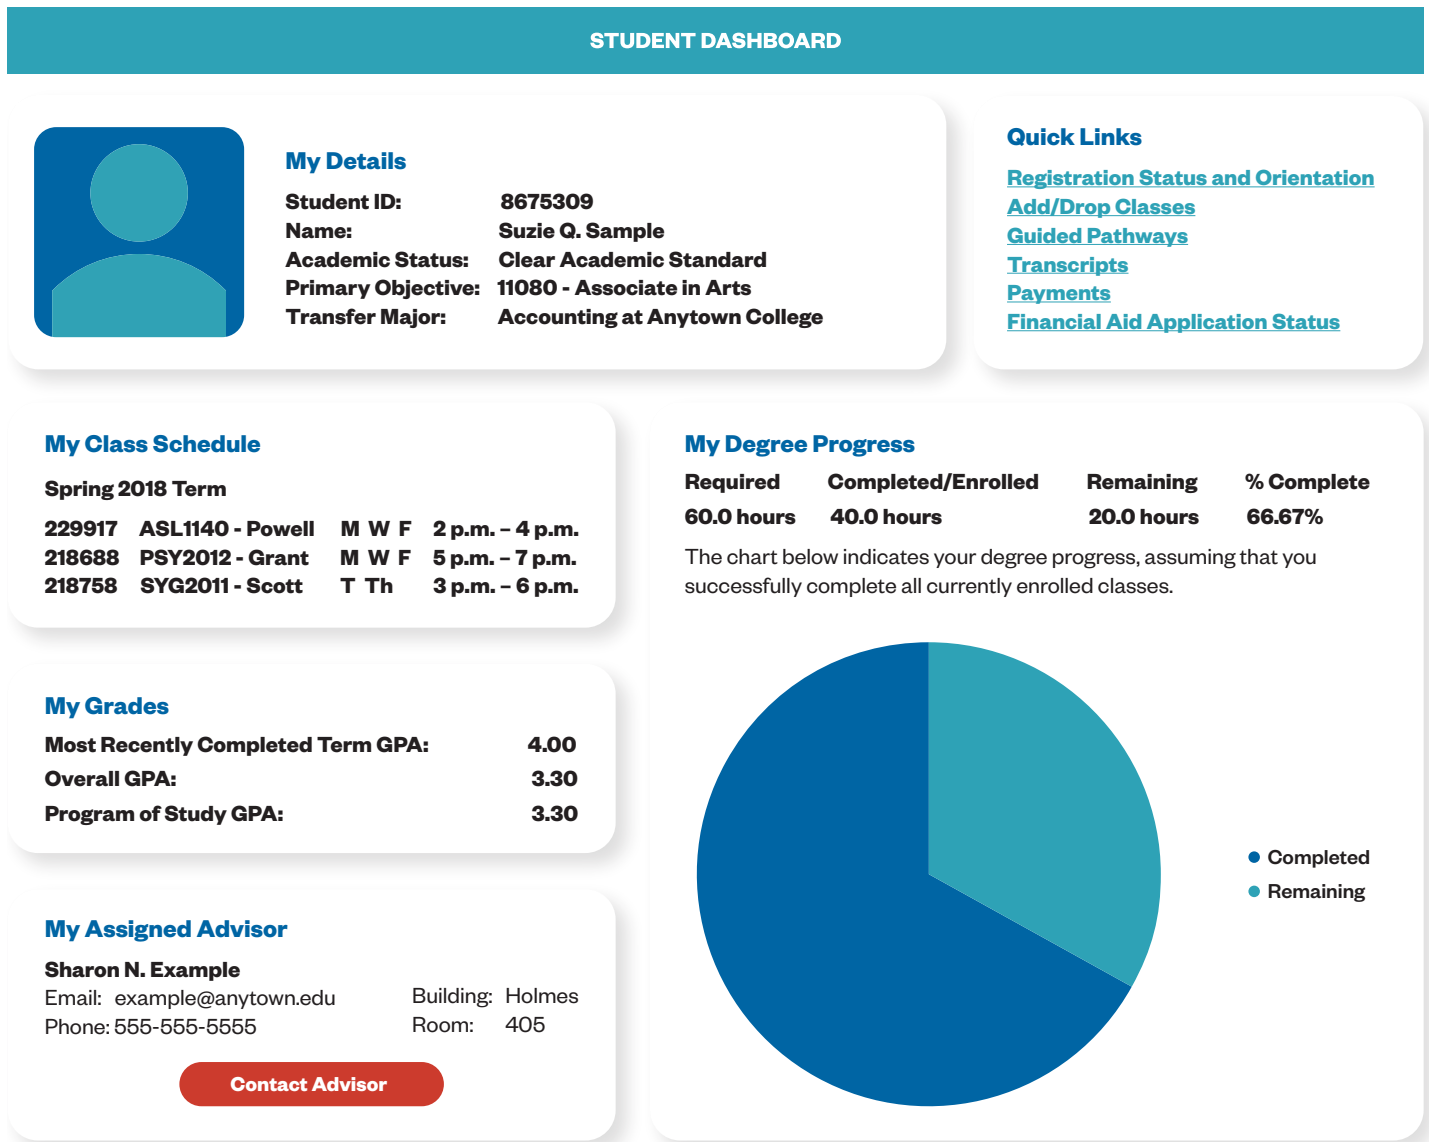 STUDENT DASHBOARD
My Details
Student ID: 8675309
Name: Suzie Q. Sample
Academic Status: Clear Academic Standard
Primary Objective: 11080 - Associate in Arts
Transfer Major: Accounting at Anytown College
Quick Links
Registration Status and Orientation
Add/Drop Classes
Guided Pathways
Transcripts
Payments
Financial Aid Application Status
My Class Schedule
Spring 2018 Term
229917 ASL1140 - Powell M W F 2 p.m. – 4 p.m.
218688 PSY2012 - Grant M W F 5 p.m. – 7 p.m.
218758 SYG2011 - Scott T Th 3 p.m. – 6 p.m.
My Grades
Most Recently Completed Term GPA: 4.00
Overall GPA: 3.30
Program of Study GPA: 3.30
My Assigned Advisor
Sharon N. Example
Email: example@anytown.edu Building: Holmes
Phone: 555-555-5555 Room: 405
Contact Advisor
My Degree Progress
Required Completed/Enrolled Remaining % Complete
60.0 hours 40.0 hours 20.0 hours 66.67%
The chart below indicates your degree progress, assuming that you
successfully complete all currently enrolled classes.
Completed
Remaining